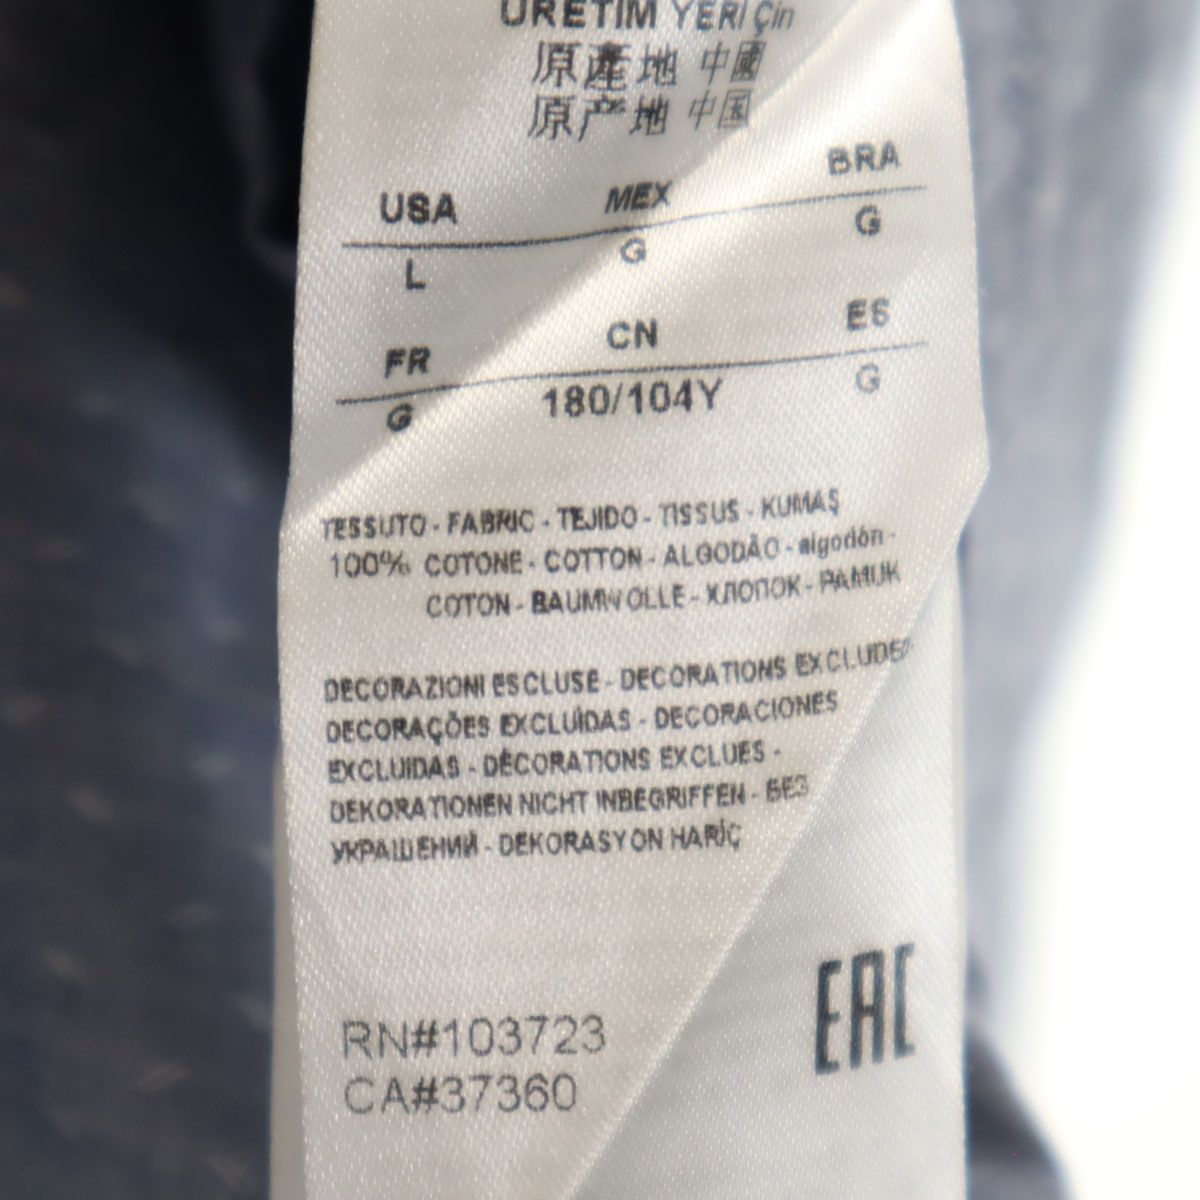 ÜRETİM YERİ Çin
原產地 中國
原产地 中国
USA MEX BRA
L G G
FR CN ES
G 180/104Y G
TESSUTO - FABRIC - TEJIDO - TISSUS - KUMAŞ
100% COTONE - COTTON - ALGODÃO - algodón -
COTON - BAUMWOLLE - ХЛОПОК - PAMUK
DECORAZIONI ESCLUSE - DECORATIONS EXCLUDED
DECORAÇÕES EXCLUÍDAS - DECORACIONES
EXCLUIDAS - DÉCORATIONS EXCLUES -
DEKORATIONEN NICHT INBEGRIFFEN - БЕЗ
УКРАШЕНИЙ - DEKORASYON HARİÇ
EAC
RN#103723
CA#37360